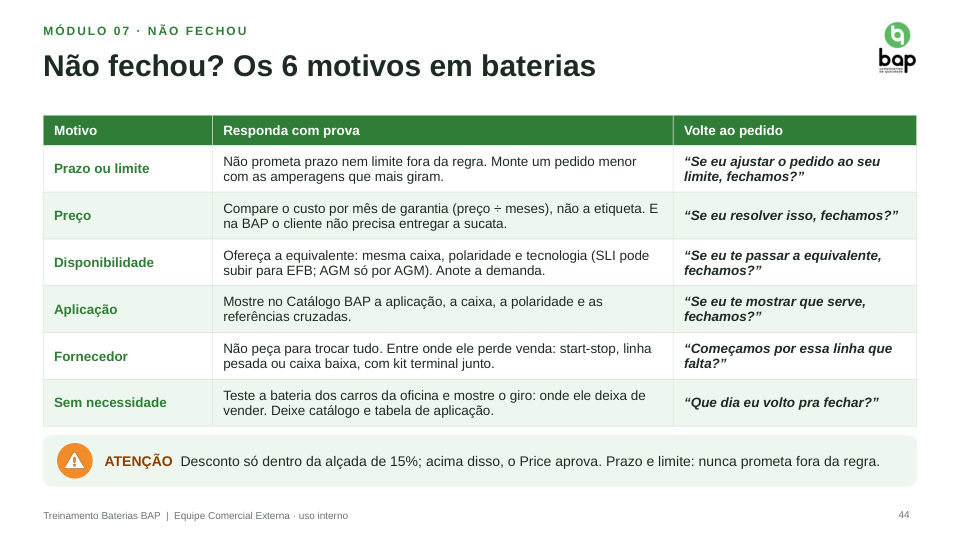 MÓDULO 07 · NÃO FECHOU
Não fechou? Os 6 motivos em baterias
bap
Motivo
Responda com prova
Volte ao pedido
Prazo ou limite
Não prometa prazo nem limite fora da regra. Monte um pedido menor
com as amperagens que mais giram.
“Se eu ajustar o pedido ao seu
limite, fechamos?”
Preço
Compare o custo por mês de garantia (preço ÷ meses), não a etiqueta. E
na BAP o cliente não precisa entregar a sucata.
“Se eu resolver isso, fechamos?”
Disponibilidade
Ofereça a equivalente: mesma caixa, polaridade e tecnologia (SLI pode
subir para EFB; AGM só por AGM). Anote a demanda.
“Se eu te passar a equivalente,
fechamos?”
Aplicação
Mostre no Catálogo BAP a aplicação, a caixa, a polaridade e as
referências cruzadas.
“Se eu te mostrar que serve,
fechamos?”
Fornecedor
Não peça para trocar tudo. Entre onde ele perde venda: start-stop, linha
pesada ou caixa baixa, com kit terminal junto.
“Começamos por essa linha que
falta?”
Sem necessidade
Teste a bateria dos carros da oficina e mostre o giro: onde ele deixa de
vender. Deixe catálogo e tabela de aplicação.
“Que dia eu volto pra fechar?”
ATENÇÃO Desconto só dentro da alçada de 15%; acima disso, o Price aprova. Prazo e limite: nunca prometa fora da regra.
Treinamento Baterias BAP | Equipe Comercial Externa · uso interno
44